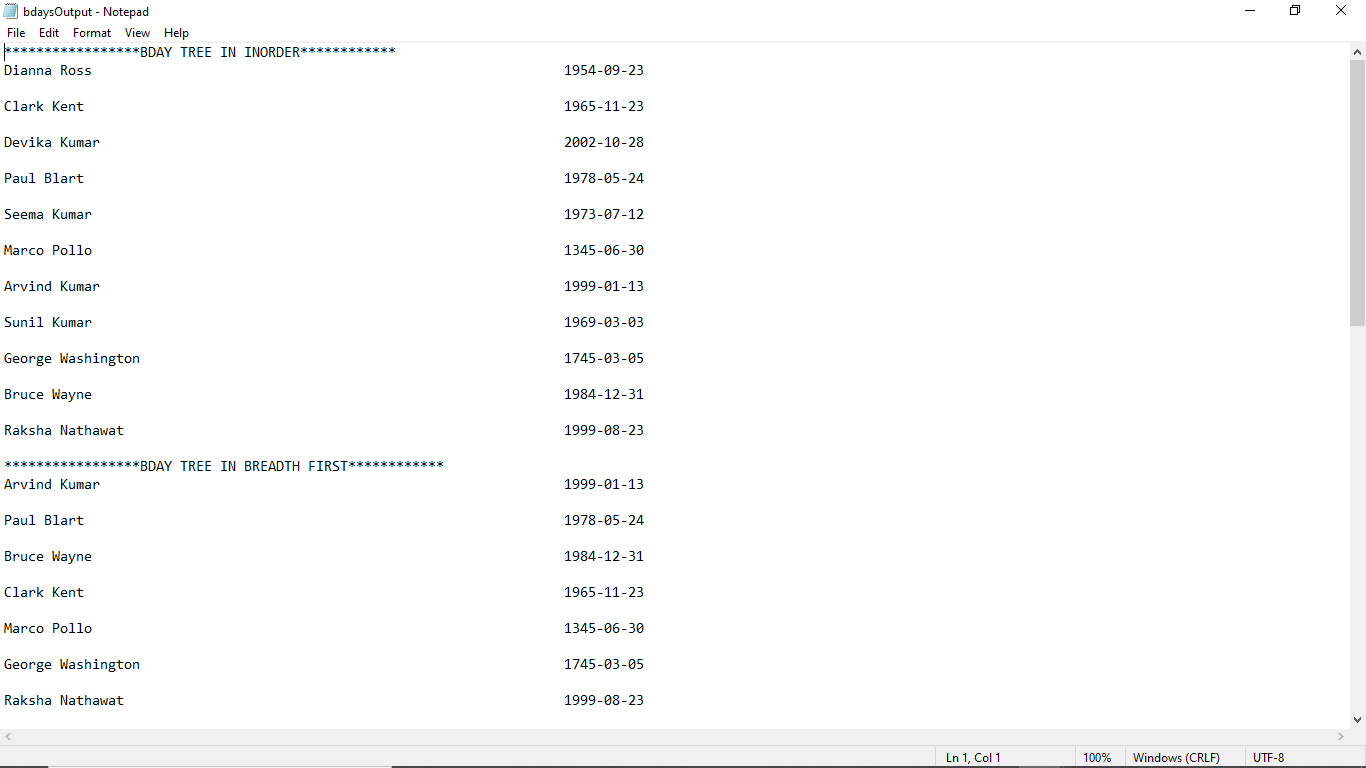 bdaysOutput - Notepad
File Edit Format View Help
*****************BDAY TREE IN INORDER************
Dianna Ross 1954-09-23
Clark Kent 1965-11-23
Devika Kumar 2002-10-28
Paul Blart 1978-05-24
Seema Kumar 1973-07-12
Marco Pollo 1345-06-30
Arvind Kumar 1999-01-13
Sunil Kumar 1969-03-03
George Washington 1745-03-05
Bruce Wayne 1984-12-31
Raksha Nathawat 1999-08-23
*****************BDAY TREE IN BREADTH FIRST************
Arvind Kumar 1999-01-13
Paul Blart 1978-05-24
Bruce Wayne 1984-12-31
Clark Kent 1965-11-23
Marco Pollo 1345-06-30
George Washington 1745-03-05
Raksha Nathawat 1999-08-23
Ln 1, Col 1 100% Windows (CRLF) UTF-8